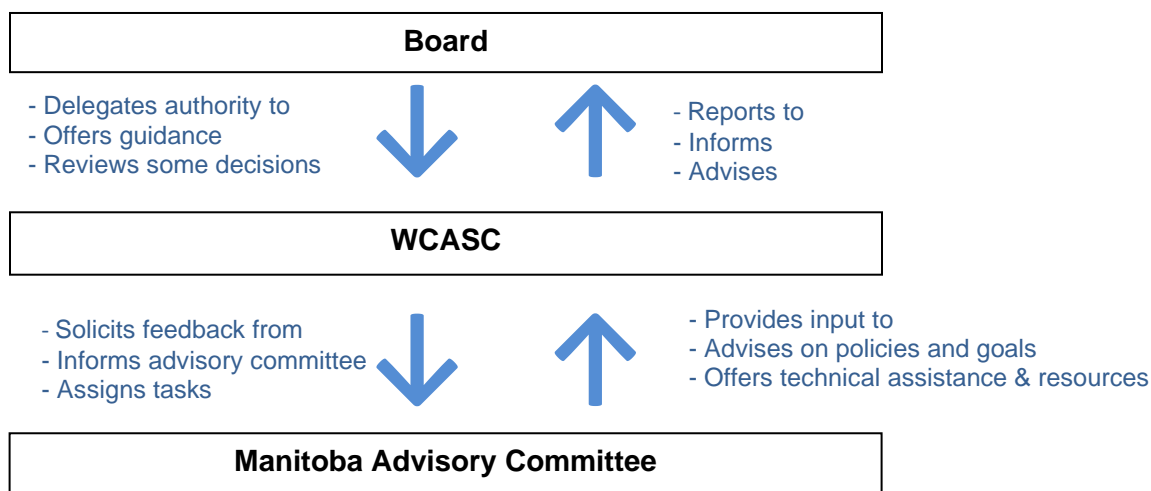 Board
- Delegates authority to
- Offers guidance
- Reviews some decisions
- Reports to
- Informs
- Advises
WCASC
- Solicits feedback from
- Informs advisory committee
- Assigns tasks
- Provides input to
- Advises on policies and goals
- Offers technical assistance & resources
Manitoba Advisory Committee